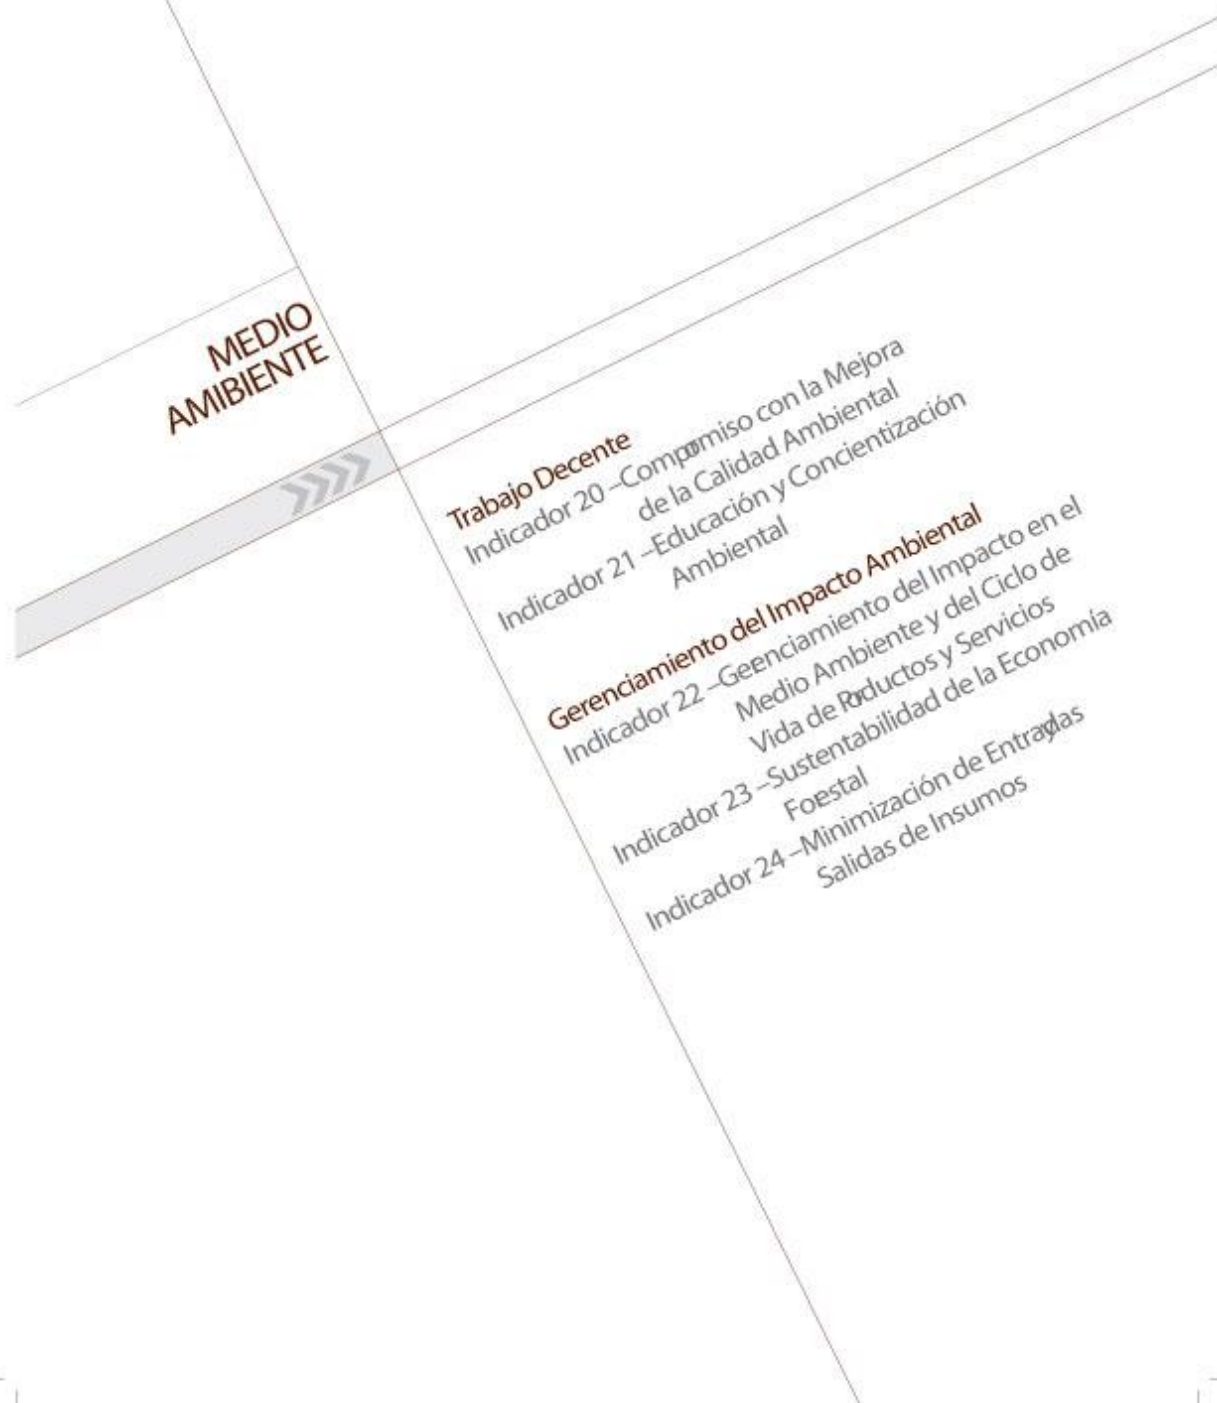 MEDIO
AMIBIENTE
Trabajo Decente
Indicador 20 –Compromiso con la Mejora
de la Calidad Ambiental
Indicador 21 –Educación y Concientización
Ambiental
Gerenciamiento del Impacto Ambiental
Indicador 22 –Gerenciamiento del Impacto en el
Medio Ambiente y del Ciclo de
Vida de Productos y Servicios
Indicador 23 –Sustentabilidad de la Economía
Forestal
Indicador 24 –Minimización de Entradas y
Salidas de Insumos